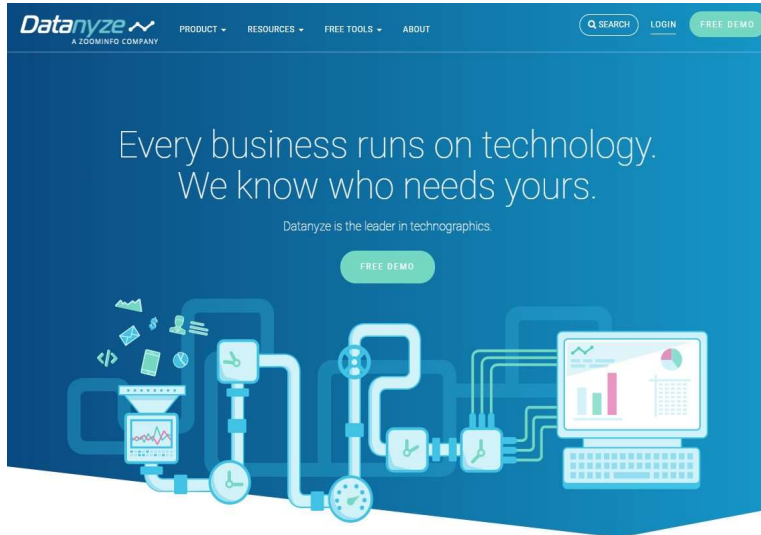 Datanyze
A ZOOMINFO COMPANY
PRODUCT
RESOURCES
FREE TOOLS
ABOUT
SEARCH
LOGIN
FREE DEMO
Every business runs on technology.
We know who needs yours.
Datanyze is the leader in technographics.
FREE DEMO
$
</>